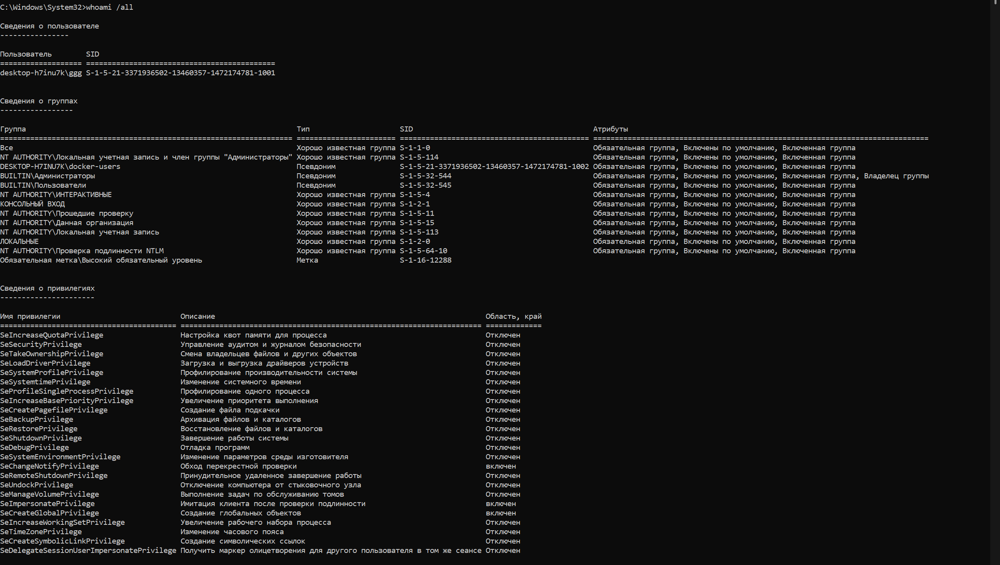 C:\Windows\System32>whoami /all
Сведения о пользователе
----------------
Пользователь        SID
=================== ============================================
desktop-h7inu7k\ggg S-1-5-21-3371936502-13460357-1472174781-1001
Сведения о группах
-----------------
Группа                                                               Тип                     SID                                          Атрибуты
==================================================================== ======================= ============================================ ==============================================================================
Все                                                                  Хорошо известная группа S-1-1-0                                      Обязательная группа, Включены по умолчанию, Включенная группа
NT AUTHORITY\Локальная учетная запись и член группы "Администраторы" Хорошо известная группа S-1-5-114                                    Обязательная группа, Включены по умолчанию, Включенная группа
DESKTOP-H7INU7K\docker-users                                         Псевдоним               S-1-5-21-3371936502-13460357-1472174781-1002 Обязательная группа, Включены по умолчанию, Включенная группа
BUILTIN\Администраторы                                               Псевдоним               S-1-5-32-544                                 Обязательная группа, Включены по умолчанию, Включенная группа, Владелец группы
BUILTIN\Пользователи                                                 Псевдоним               S-1-5-32-545                                 Обязательная группа, Включены по умолчанию, Включенная группа
NT AUTHORITY\ИНТЕРАКТИВНЫЕ                                           Хорошо известная группа S-1-5-4                                      Обязательная группа, Включены по умолчанию, Включенная группа
КОНСОЛЬНЫЙ ВХОД                                                      Хорошо известная группа S-1-2-1                                      Обязательная группа, Включены по умолчанию, Включенная группа
NT AUTHORITY\Прошедшие проверку                                      Хорошо известная группа S-1-5-11                                     Обязательная группа, Включены по умолчанию, Включенная группа
NT AUTHORITY\Данная организация                                      Хорошо известная группа S-1-5-15                                     Обязательная группа, Включены по умолчанию, Включенная группа
NT AUTHORITY\Локальная учетная запись                                Хорошо известная группа S-1-5-113                                    Обязательная группа, Включены по умолчанию, Включенная группа
ЛОКАЛЬНЫЕ                                                            Хорошо известная группа S-1-2-0                                      Обязательная группа, Включены по умолчанию, Включенная группа
NT AUTHORITY\Проверка подлинности NTLM                               Хорошо известная группа S-1-5-64-10                                  Обязательная группа, Включены по умолчанию, Включенная группа
Обязательная метка\Высокий обязательный уровень                      Метка                   S-1-16-12288
Сведения о привилегиях
----------------------
Имя привилегии                            Описание                                                               Область, край
========================================= ====================================================================== =============
SeIncreaseQuotaPrivilege                  Настройка квот памяти для процесса                                     Отключен
SeSecurityPrivilege                       Управление аудитом и журналом безопасности                             Отключен
SeTakeOwnershipPrivilege                  Смена владельцев файлов и других объектов                              Отключен
SeLoadDriverPrivilege                     Загрузка и выгрузка драйверов устройств                                Отключен
SeSystemProfilePrivilege                  Профилирование производительности системы                              Отключен
SeSystemtimePrivilege                     Изменение системного времени                                           Отключен
SeProfileSingleProcessPrivilege           Профилирование одного процесса                                         Отключен
SeIncreaseBasePriorityPrivilege           Увеличение приоритета выполнения                                       Отключен
SeCreatePagefilePrivilege                 Создание файла подкачки                                                Отключен
SeBackupPrivilege                         Архивация файлов и каталогов                                           Отключен
SeRestorePrivilege                        Восстановление файлов и каталогов                                      Отключен
SeShutdownPrivilege                       Завершение работы системы                                              Отключен
SeDebugPrivilege                          Отладка программ                                                       Отключен
SeSystemEnvironmentPrivilege              Изменение параметров среды изготовителя                                Отключен
SeChangeNotifyPrivilege                   Обход перекрестной проверки                                            включен
SeRemoteShutdownPrivilege                 Принудительное удаленное завершение работы                             Отключен
SeUndockPrivilege                         Отключение компьютера от стыковочного узла                             Отключен
SeManageVolumePrivilege                   Выполнение задач по обслуживанию томов                                 Отключен
SeImpersonatePrivilege                    Имитация клиента после проверки подлинности                            включен
SeCreateGlobalPrivilege                   Создание глобальных объектов                                           включен
SeIncreaseWorkingSetPrivilege             Увеличение рабочего набора процесса                                    Отключен
SeTimeZonePrivilege                       Изменение часового пояса                                               Отключен
SeCreateSymbolicLinkPrivilege             Создание символических ссылок                                          Отключен
SeDelegateSessionUserImpersonatePrivilege Получить маркер олицетворения для другого пользователя в том же сеансе Отключен